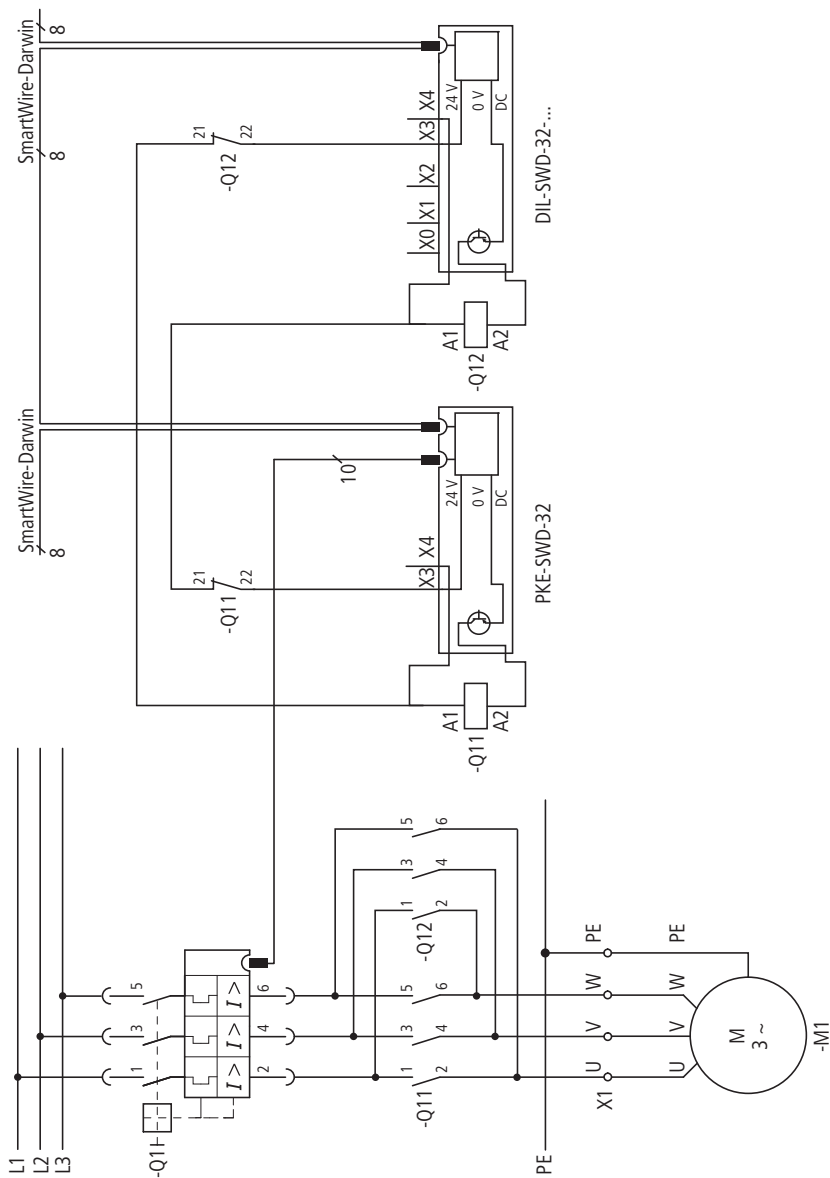 L1
L2
L3
-Q1
1
3
5
I >
I >
I >
2
4
6
-Q11
1
2
3
4
5
6
-Q12
1
2
3
4
5
6
PE
X1
U
V
W
PE
U
V
W
PE
M
3 ~
-M1
SmartWire-Darwin
8
-Q11
21
22
10
-Q11
A1
A2
X3
X4
24 V
0 V
DC
PKE-SWD-32
SmartWire-Darwin
8
8
-Q12
21
22
-Q12
A1
A2
X0
X1
X2
X3
X4
24 V
0 V
DC
DIL-SWD-32-...